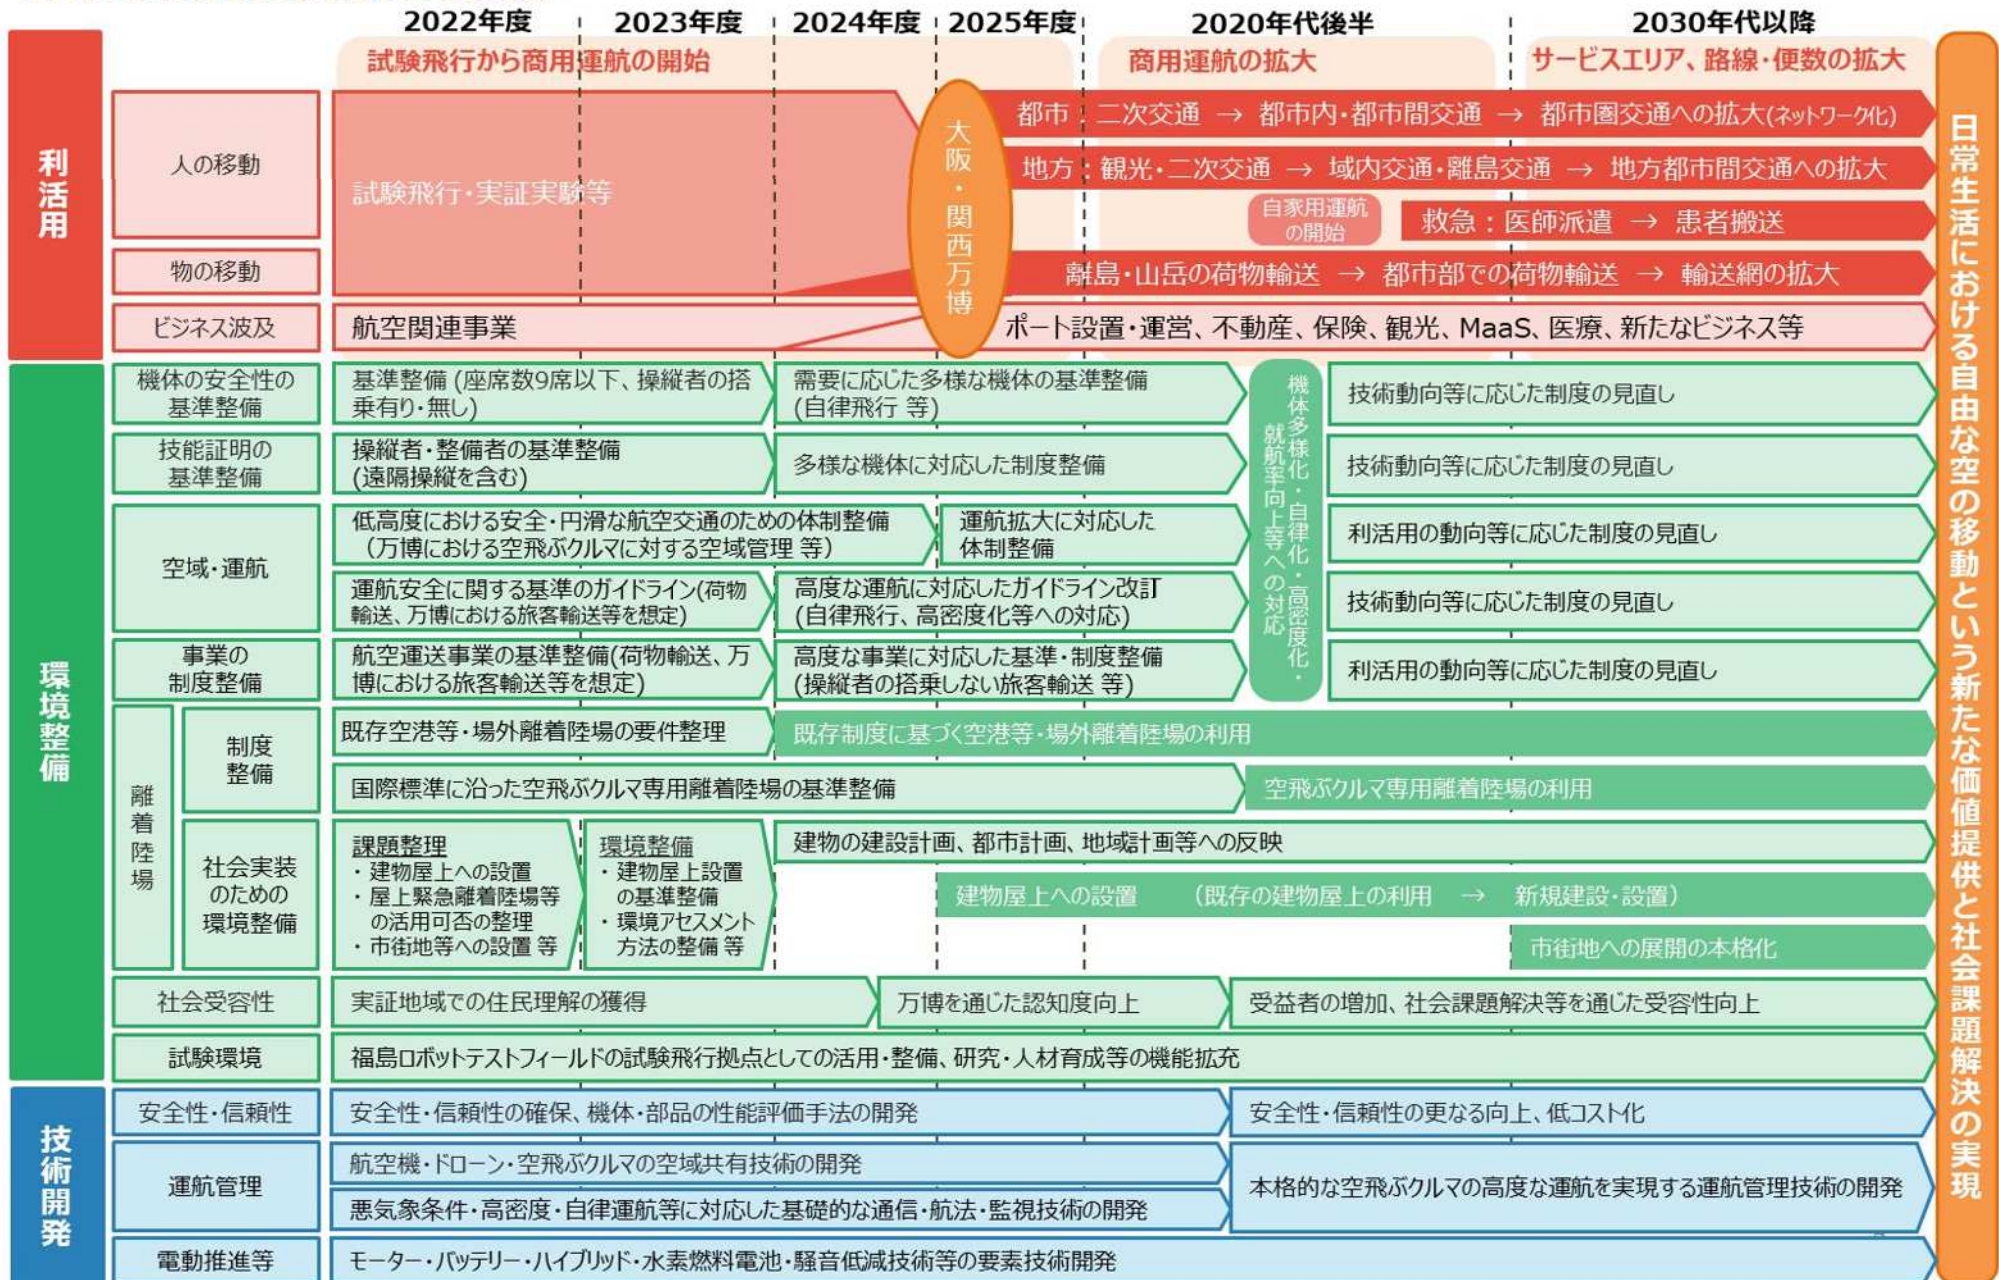 2022年度
2023年度
2024年度
2025年度
2020年代後半
2030年代以降
試験飛行から商用運航の開始
商用運航の拡大
サービスエリア、路線・便数の拡大
利活用
人の移動
試験飛行・実証実験等
大阪・関西万博
都市：二次交通 → 都市内・都市間交通 → 都市圏交通への拡大(ネットワーク化)
地方：観光・二次交通 → 域内交通・離島交通 → 地方都市間交通への拡大
自家用運航
の開始
救急：医師派遣 → 患者搬送
物の移動
離島・山岳の荷物輸送 → 都市部での荷物輸送 → 輸送網の拡大
ビジネス波及
航空関連事業
ポート設置・運営、不動産、保険、観光、MaaS、医療、新たなビジネス等
環境整備
機体の安全性の
基準整備
基準整備 (座席数9席以下、操縦者の搭
乗有り・無し)
需要に応じた多様な機体の基準整備
(自律飛行 等)
機体多様化・自律化・高密度化・
就航率向上等への対応
技術動向等に応じた制度の見直し
技能証明の
基準整備
操縦者・整備者の基準整備
(遠隔操縦を含む)
多様な機体に対応した制度整備
技術動向等に応じた制度の見直し
空域・運航
低高度における安全・円滑な航空交通のための体制整備
（万博における空飛ぶクルマに対する空域管理 等）
運航拡大に対応した
体制整備
利活用の動向等に応じた制度の見直し
運航安全に関する基準のガイドライン(荷物
輸送、万博における旅客輸送等を想定)
高度な運航に対応したガイドライン改訂
(自律飛行、高密度化等への対応)
技術動向等に応じた制度の見直し
事業の
制度整備
航空運送事業の基準整備(荷物輸送、万
博における旅客輸送等を想定)
高度な事業に対応した基準・制度整備
(操縦者の搭乗しない旅客輸送 等)
利活用の動向等に応じた制度の見直し
離着陸場
制度
整備
既存空港等・場外離着陸場の要件整理
既存制度に基づく空港等・場外離着陸場の利用
国際標準に沿った空飛ぶクルマ専用離着陸場の基準整備
空飛ぶクルマ専用離着陸場の利用
社会実装
のための
環境整備
課題整理
・建物屋上への設置
・屋上緊急離着陸場等
の活用可否の整理
・市街地等への設置 等
環境整備
・建物屋上設置
の基準整備
・環境アセスメント
方法の整備 等
建物の建設計画、都市計画、地域計画等への反映
建物屋上への設置 （既存の建物屋上の利用 → 新規建設・設置）
市街地への展開の本格化
社会受容性
実証地域での住民理解の獲得
万博を通じた認知度向上
受益者の増加、社会課題解決等を通じた受容性向上
試験環境
福島ロボットテストフィールドの試験飛行拠点としての活用・整備、研究・人材育成等の機能拡充
技術開発
安全性・信頼性
安全性・信頼性の確保、機体・部品の性能評価手法の開発
安全性・信頼性の更なる向上、低コスト化
運航管理
航空機・ドローン・空飛ぶクルマの空域共有技術の開発
悪気象条件・高密度・自律運航等に対応した基礎的な通信・航法・監視技術の開発
本格的な空飛ぶクルマの高度な運航を実現する運航管理技術の開発
電動推進等
モーター・バッテリー・ハイブリッド・水素燃料電池・騒音低減技術等の要素技術開発
日常生活における自由な空の移動という新たな価値提供と社会課題解決の実現